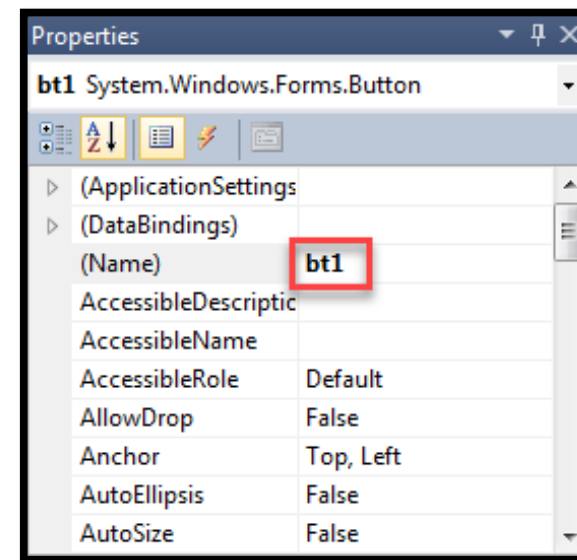 Properties
bt1 System.Windows.Forms.Button
(ApplicationSettings
(DataBindings)
(Name) bt1
AccessibleDescriptic
AccessibleName
AccessibleRole Default
AllowDrop False
Anchor Top, Left
AutoEllipsis False
AutoSize False